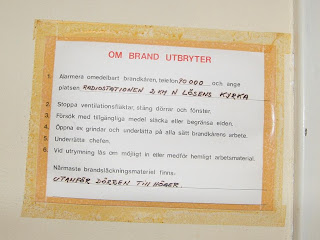 OM BRAND UTBRYTER
1. Alarmera omedelbart brandkåren, telefon 90 000 och ange
platsen RADIOSTATIONEN 2 KM N LÖSENS KYRKA
2. Stoppa ventilationsfläktar, stäng dörrar och fönster.
3. Försök med tillgängliga medel släcka eller begränsa elden.
4. Öppna ev grindar och underlätta på alla sätt brandkårens arbete.
5. Underrätta chefen.
6. Vid utrymning lås om möjligt in eller medför hemligt arbetsmaterial.
Närmaste brandsläckningsmateriel finns:
UTANFÖR DÖRREN TILL HÖGER